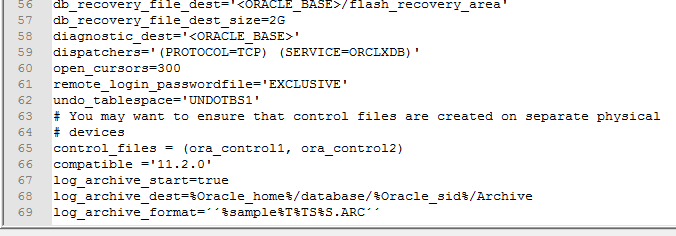 56 db_recovery_file_dest='<ORACLE_BASE>/flash_recovery_area'
57 db_recovery_file_dest_size=2G
58 diagnostic_dest='<ORACLE_BASE>'
59 dispatchers='(PROTOCOL=TCP) (SERVICE=ORCLXDB)'
60 open_cursors=300
61 remote_login_passwordfile='EXCLUSIVE'
62 undo_tablespace='UNDOTBS1'
63 # You may want to ensure that control files are created on separate physical
64 # devices
65 control_files = (ora_control1, ora_control2)
66 compatible ='11.2.0'
67 log_archive_start=true
68 log_archive_dest=%Oracle_home%/database/%Oracle_sid%/Archive
69 log_archive_format=´´%sample%T%TS%S.ARC´´